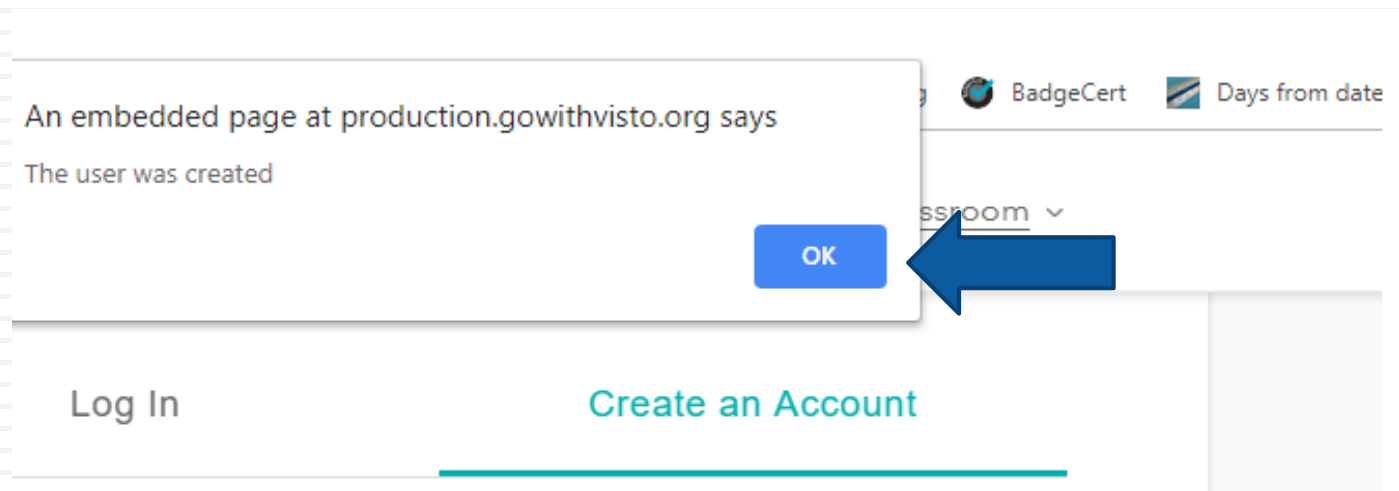 An embedded page at production.gowithvisto.org says
The user was created
OK
BadgeCert
Days from date
ssroom
Log In
Create an Account